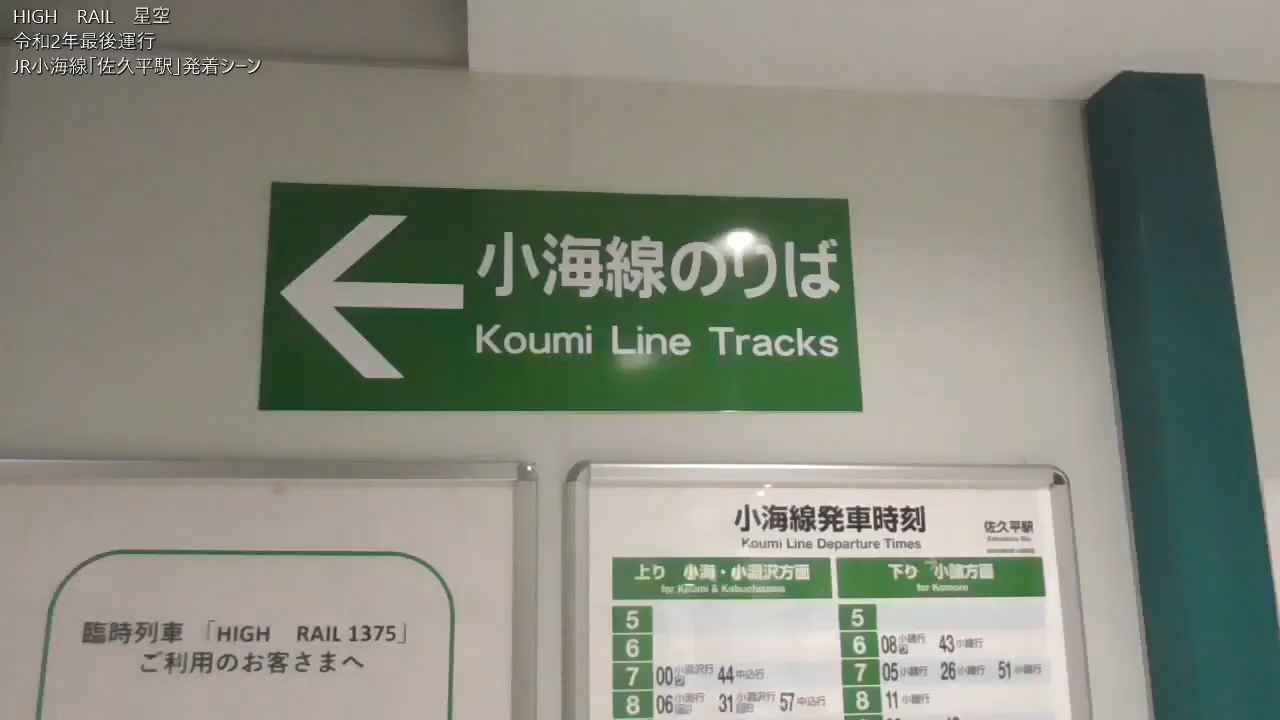 HIGH RAIL 星空
令和2年最後運行
JR小海線「佐久平駅」発着シーン
小海線のりば
Koumi Line Tracks
臨時列車 「HIGH RAIL 1375」
ご利用のお客さまへ
小海線発車時刻
佐久平駅
Koumi Line Departure Times
上り 小海・小淵沢方面
for Koumi & Kobuchizawa
下り 小諸方面
for Komoro
5
6
7 00 小淵沢行 44 中込行
8 06 小海行 31 小淵沢行 57 中込行
5
6 08 小諸行 43 小諸行
7 05 小諸行 26 小諸行 51 小諸行
8 11 小諸行